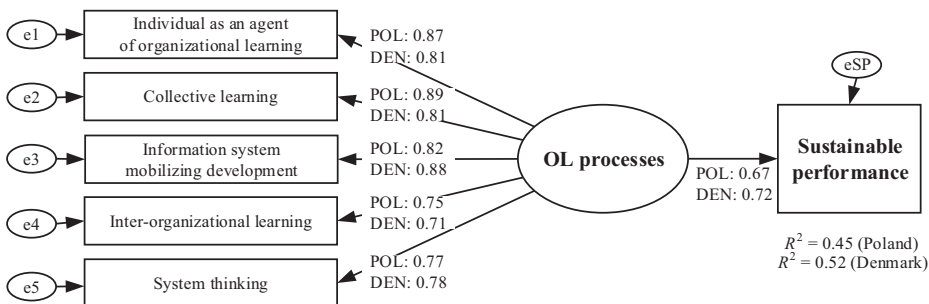 e1
Individual as an agent
of organizational learning
POL: 0.87
DEN: 0.81
e2
Collective learning
POL: 0.89
DEN: 0.81
e3
Information system
mobilizing development
POL: 0.82
DEN: 0.88
e4
Inter-organizational learning
POL: 0.75
DEN: 0.71
e5
System thinking
POL: 0.77
DEN: 0.78
OL processes
POL: 0.67
DEN: 0.72
eSP
Sustainable
performance
R² = 0.45 (Poland)
R² = 0.52 (Denmark)